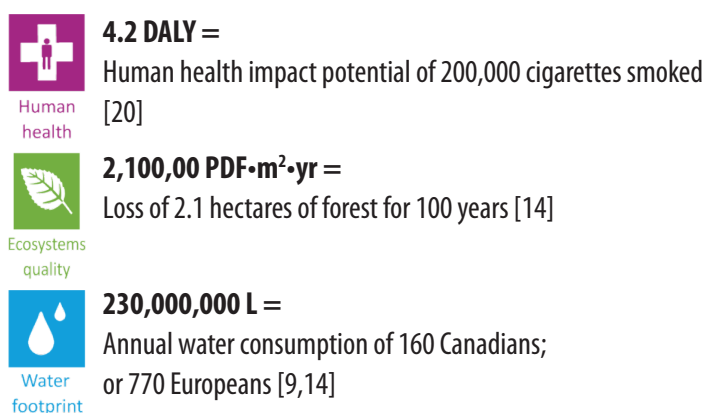 4.2 DALY =
Human health impact potential of 200,000 cigarettes smoked
[20]
Human
health
2,100,00 PDF•m²•yr =
Loss of 2.1 hectares of forest for 100 years [14]
Ecosystems
quality
230,000,000 L =
Annual water consumption of 160 Canadians;
or 770 Europeans [9,14]
Water
footprint